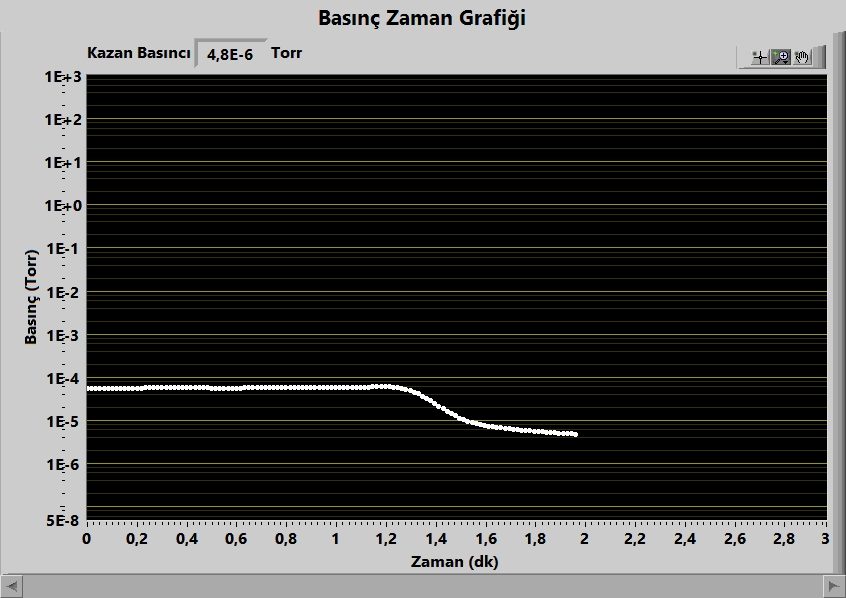 Basınç Zaman Grafiği
Kazan Basıncı 4,8E-6 Torr
1E+3
1E+2
1E+1
1E+0
1E-1
1E-2
1E-3
1E-4
1E-5
1E-6
5E-8
Basınç (Torr)
0 0,2 0,4 0,6 0,8 1 1,2 1,4 1,6 1,8 2 2,2 2,4 2,6 2,8 3
Zaman (dk)